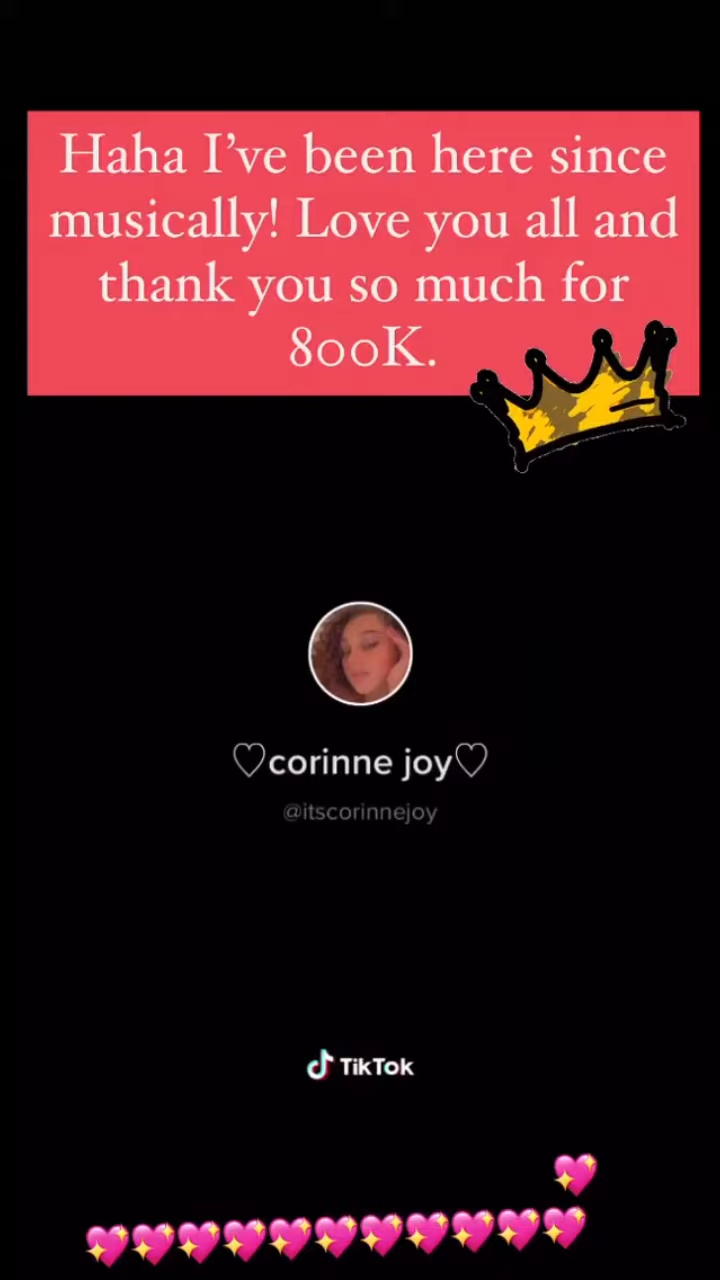 Haha I’ve been here since
musically! Love you all and
thank you so much for
800K.
♡corinne joy♡
@itscorinnejoy
TikTok